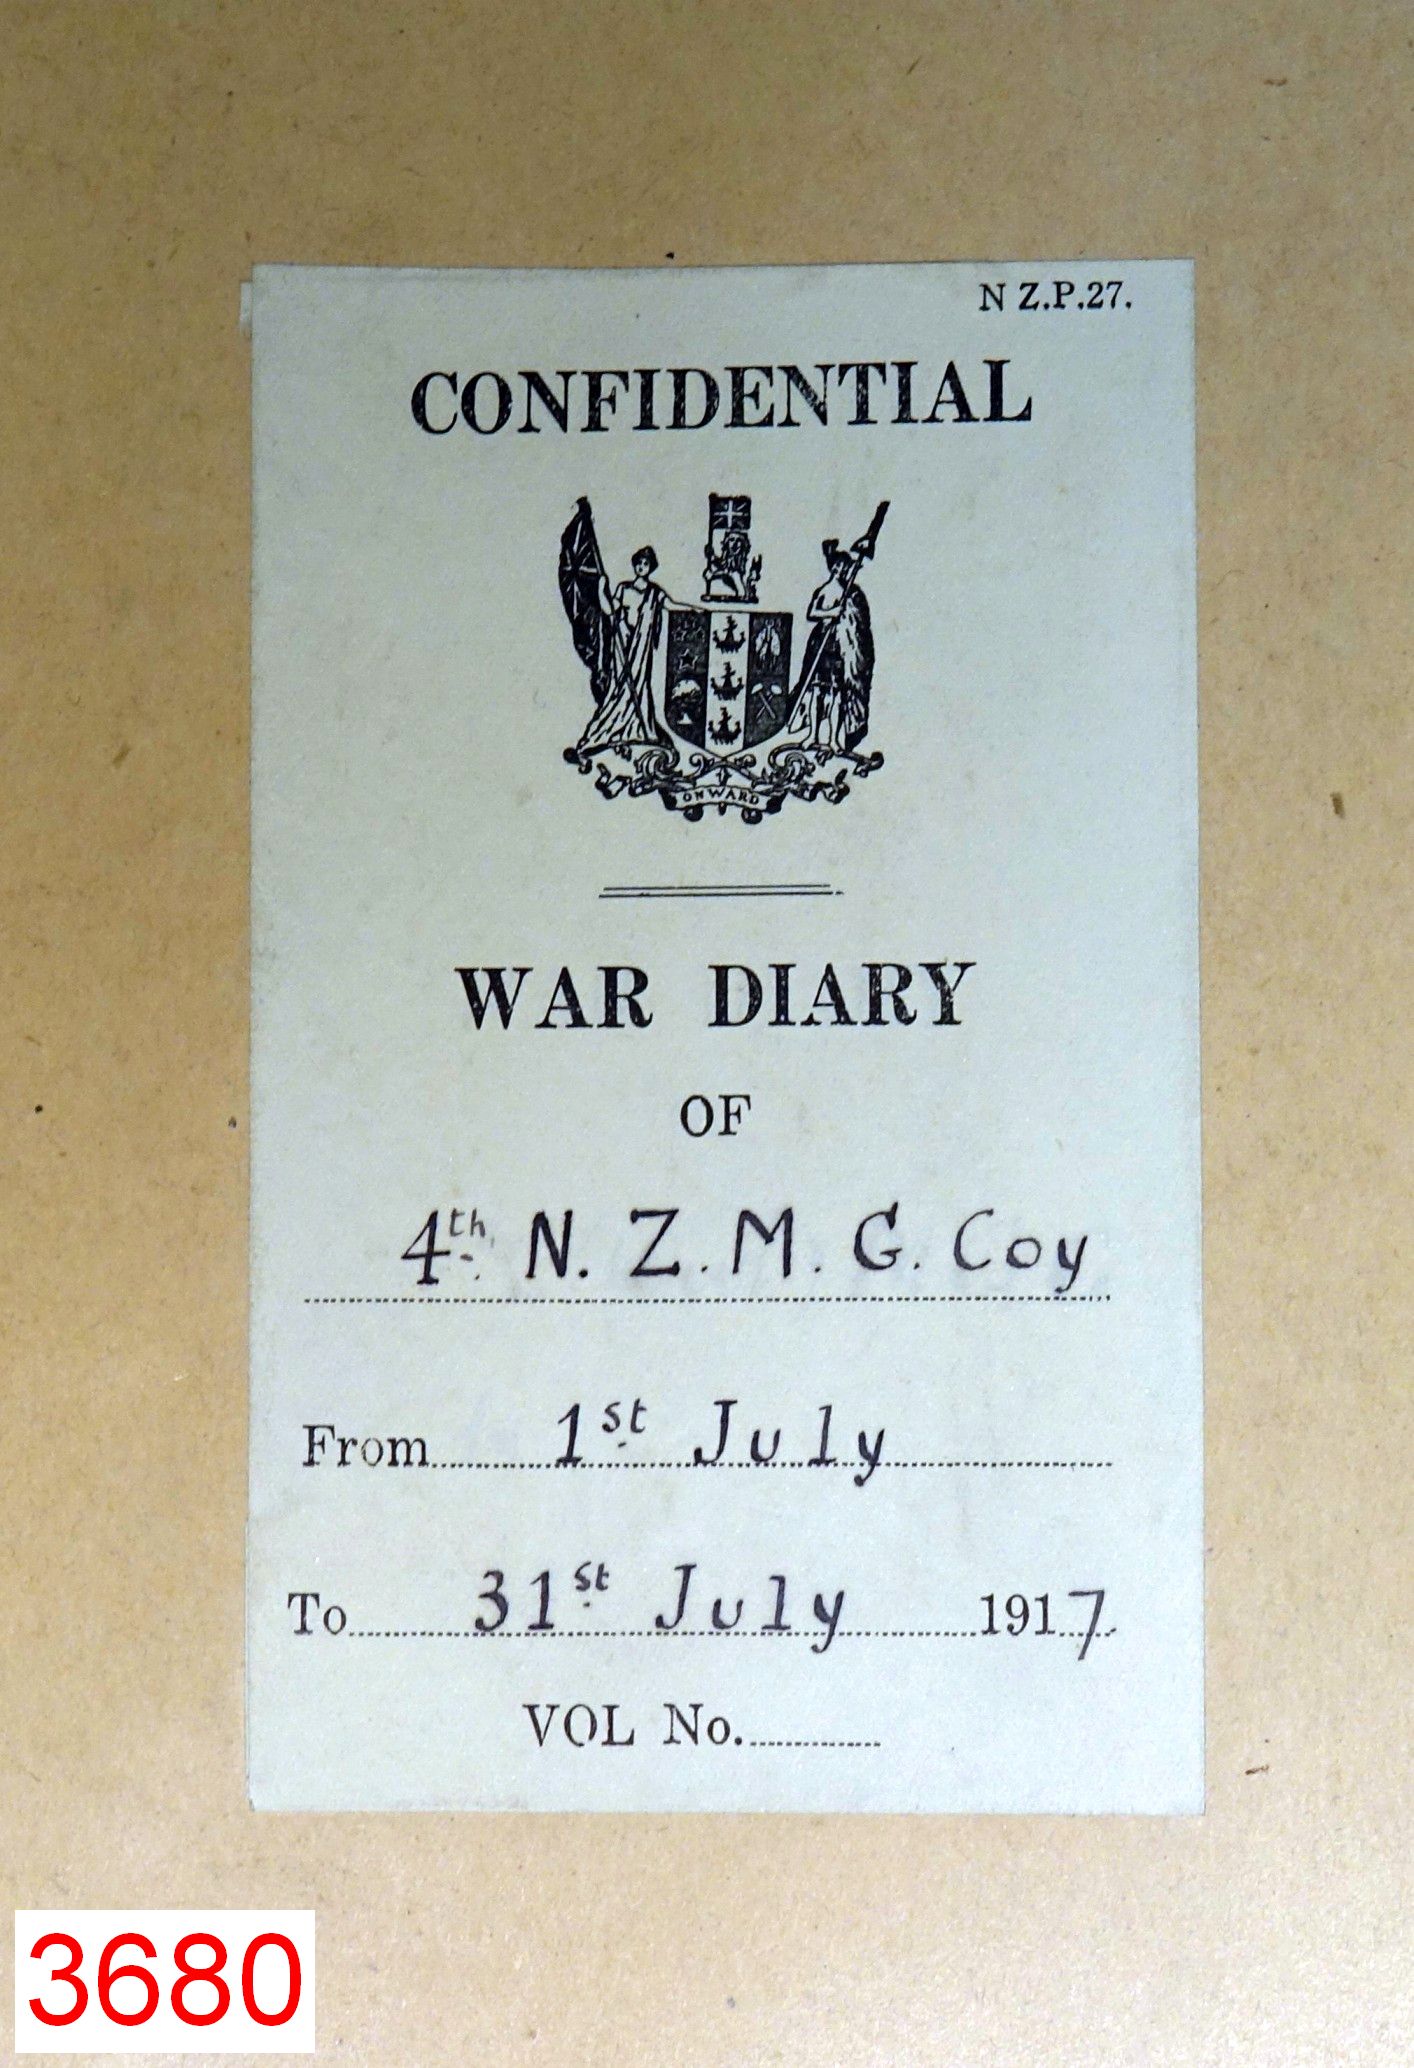 N Z.P.27.
CONFIDENTIAL
ONWARD
WAR DIARY
OF
4th. N. Z. M. G. Coy
From 1st July
To 31st July 1917
VOL No.
3680